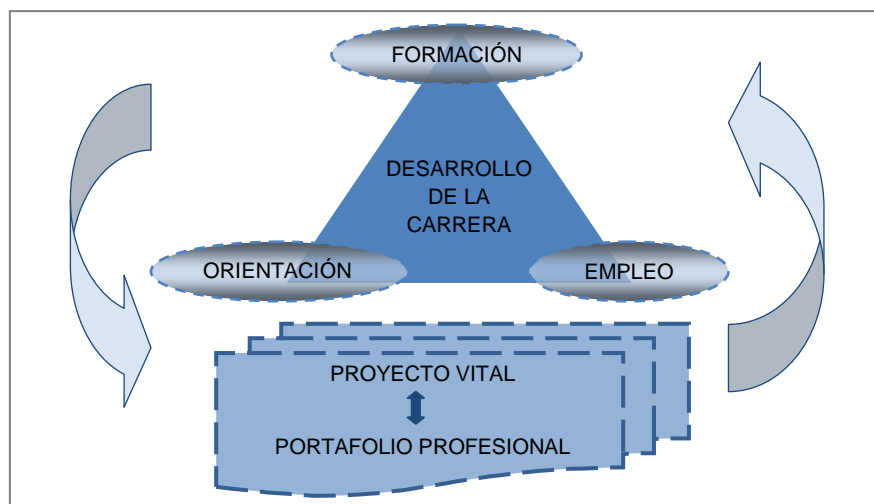 FORMACIÓN
DESARROLLO
DE LA
CARRERA
ORIENTACIÓN
EMPLEO
PROYECTO VITAL
PORTAFOLIO PROFESIONAL